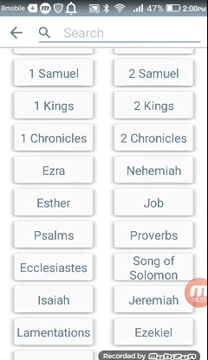 8mobile 47% 2:00PM
Search
1 Samuel 2 Samuel
1 Kings 2 Kings
1 Chronicles 2 Chronicles
Ezra Nehemiah
Esther Job
Psalms Proverbs
Ecclesiastes Song of
Solomon
Isaiah Jeremiah
Lamentations Ezekiel
Recorded by